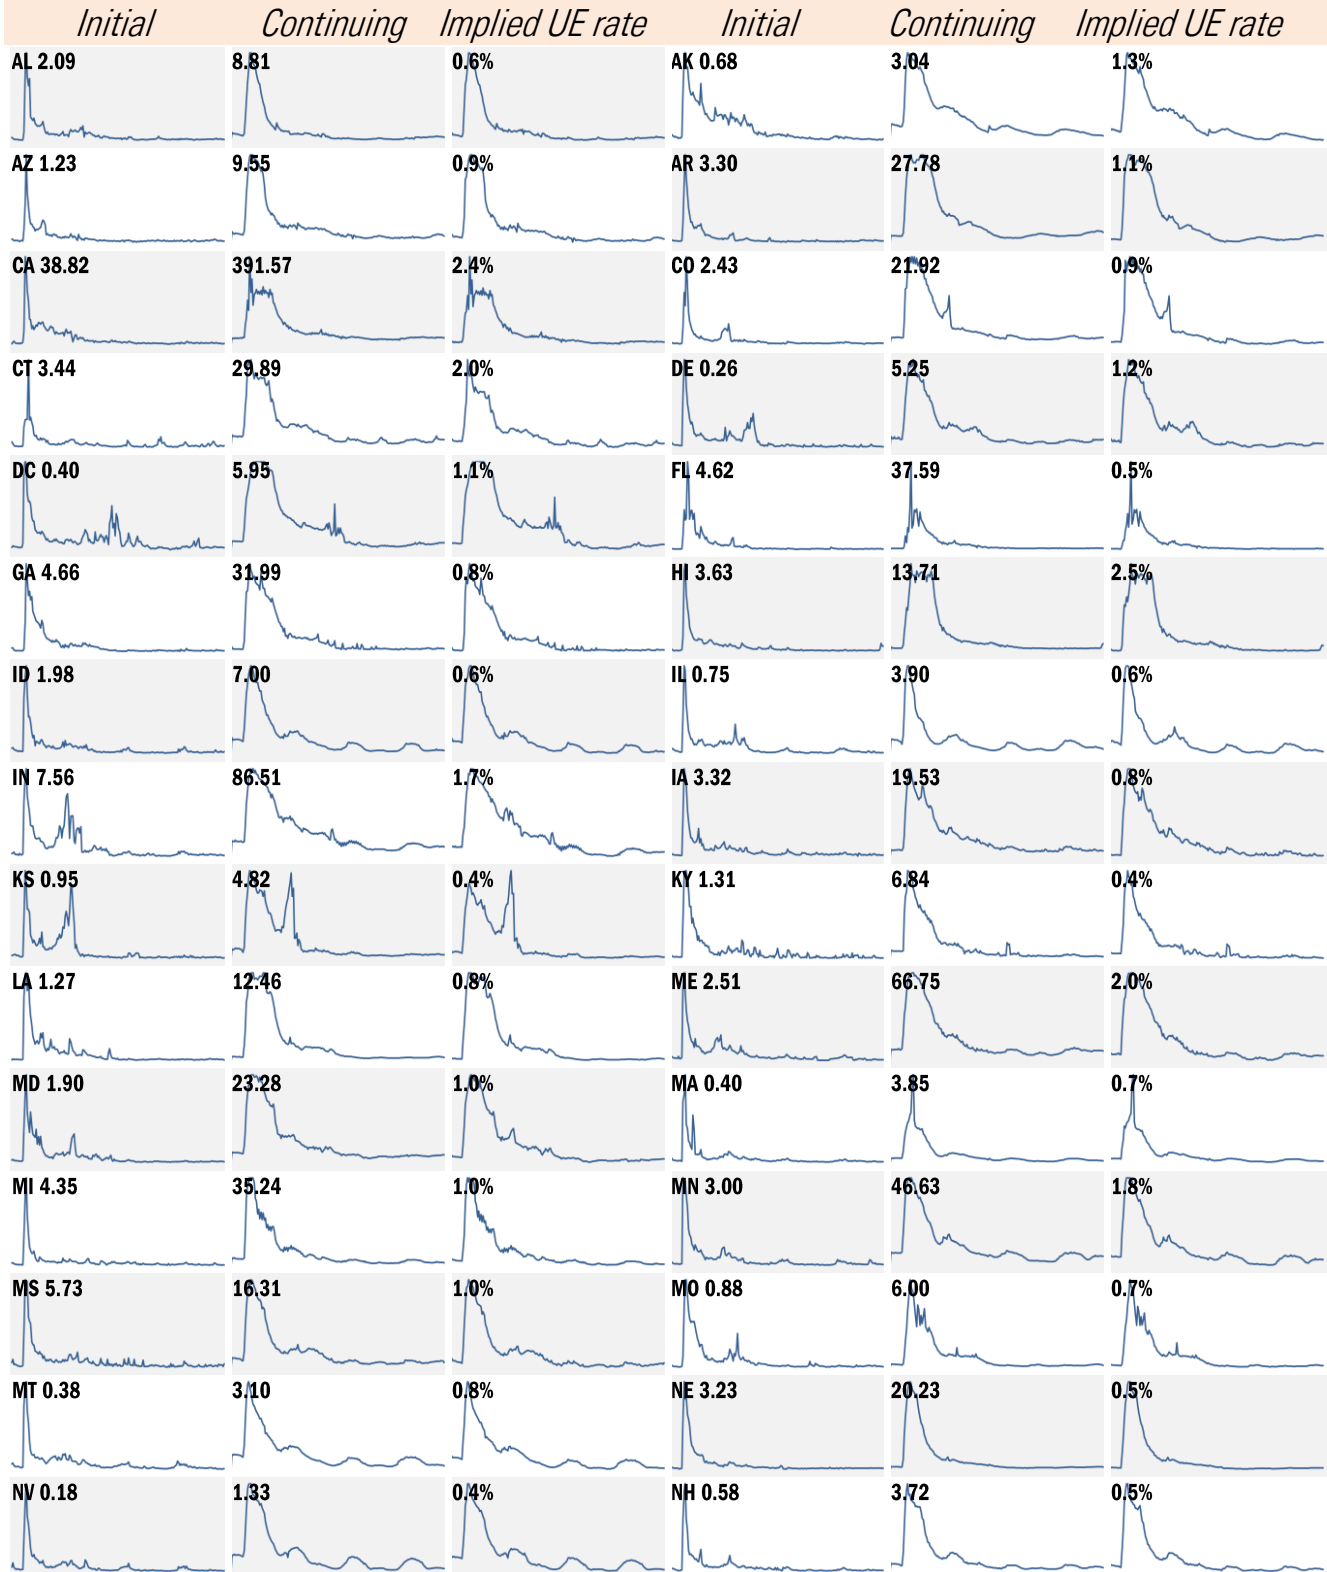 Initial Continuing Implied UE rate Initial Continuing Implied UE rate
AL 2.09 8.81 0.6% AK 0.68 3.04 1.3%
AZ 1.23 9.55 0.9% AR 3.30 27.78 1.1%
CA 38.82 391.57 2.4% CO 2.43 21.92 0.9%
CT 3.44 29.89 2.0% DE 0.26 5.25 1.2%
DC 0.40 5.95 1.1% FL 4.62 37.59 0.5%
GA 4.66 31.99 0.8% HI 3.63 13.71 2.5%
ID 1.98 7.00 0.6% IL 0.75 3.90 0.6%
IN 7.56 86.51 1.7% IA 3.32 19.53 0.8%
KS 0.95 4.82 0.4% KY 1.31 6.84 0.4%
LA 1.27 12.46 0.8% ME 2.51 66.75 2.0%
MD 1.90 23.28 1.0% MA 0.40 3.85 0.7%
MI 4.35 35.24 1.0% MN 3.00 46.63 1.8%
MS 5.73 16.31 1.0% MO 0.88 6.00 0.7%
MT 0.38 3.10 0.8% NE 3.23 20.23 0.5%
NV 0.18 1.33 0.4% NH 0.58 3.72 0.5%